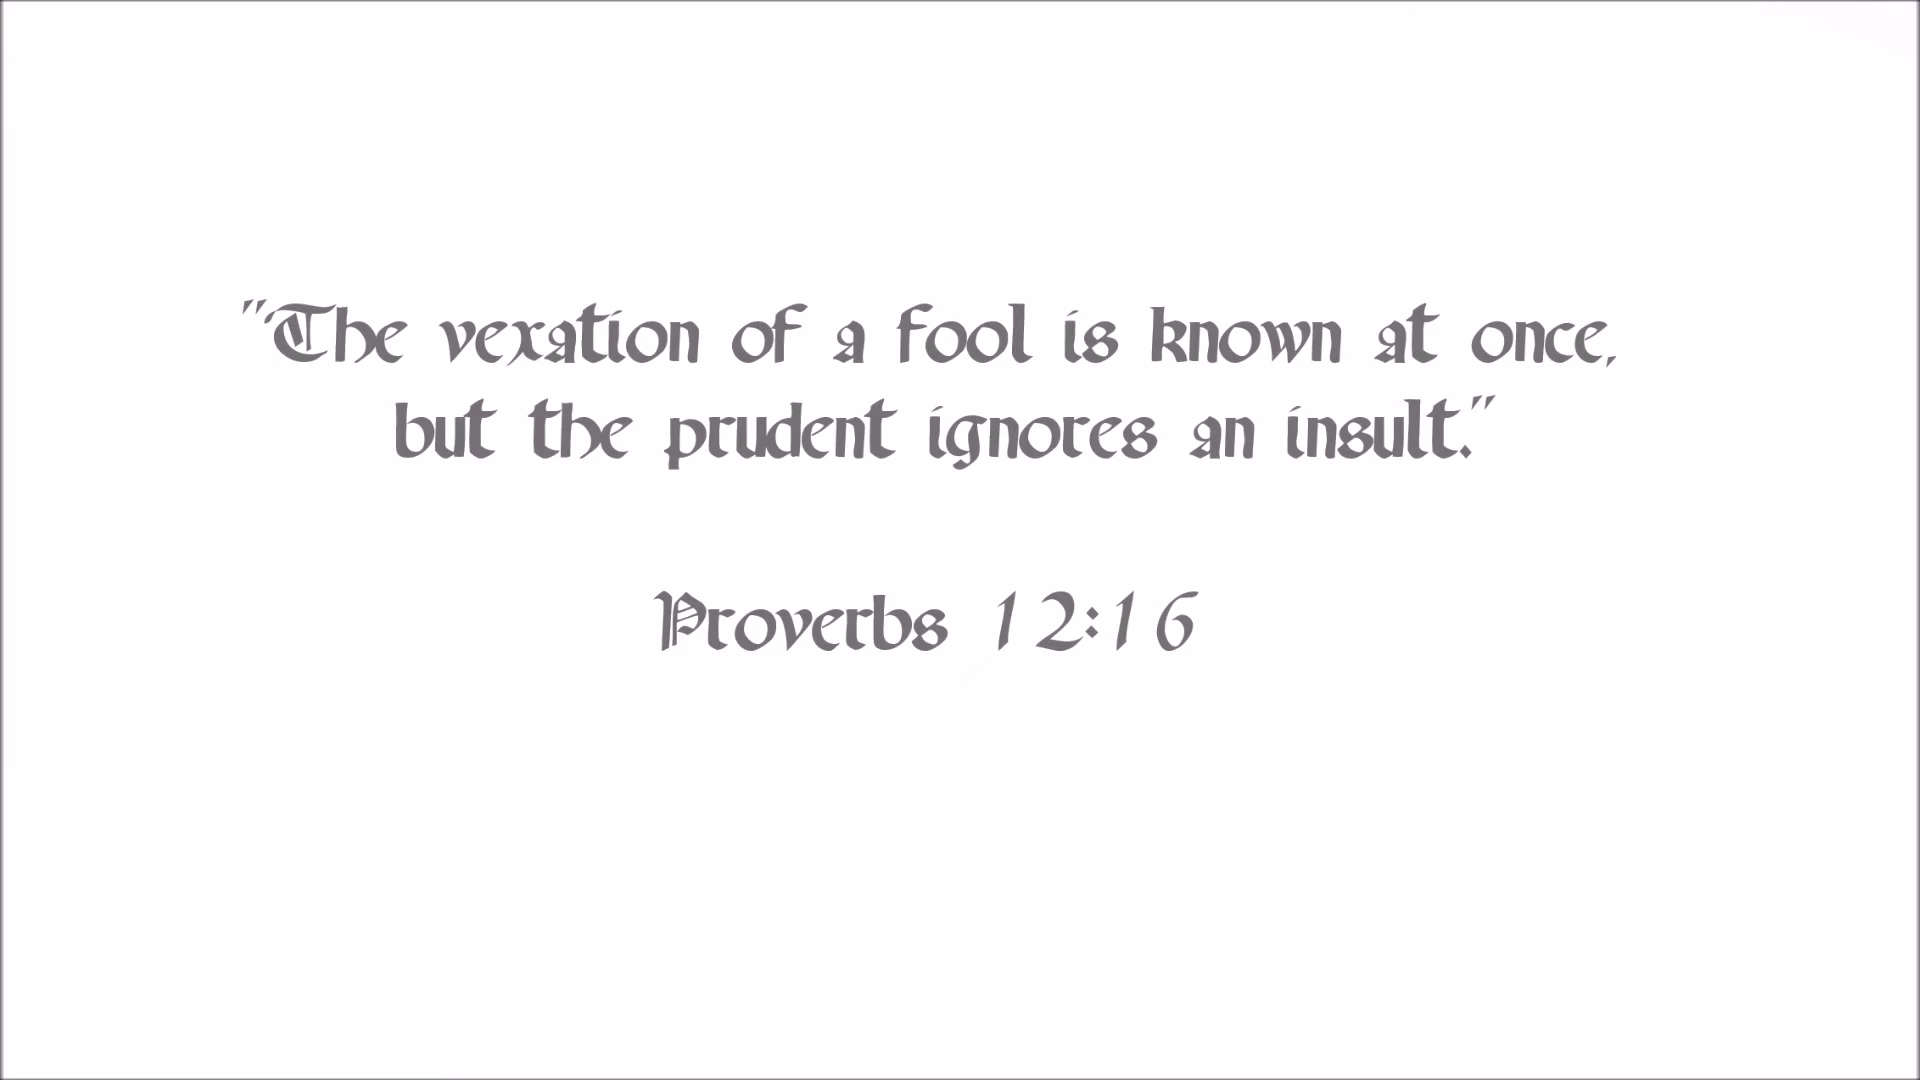 "The vexation of a fool is known at once,
but the prudent ignores an insult."
Proverbs 12:16